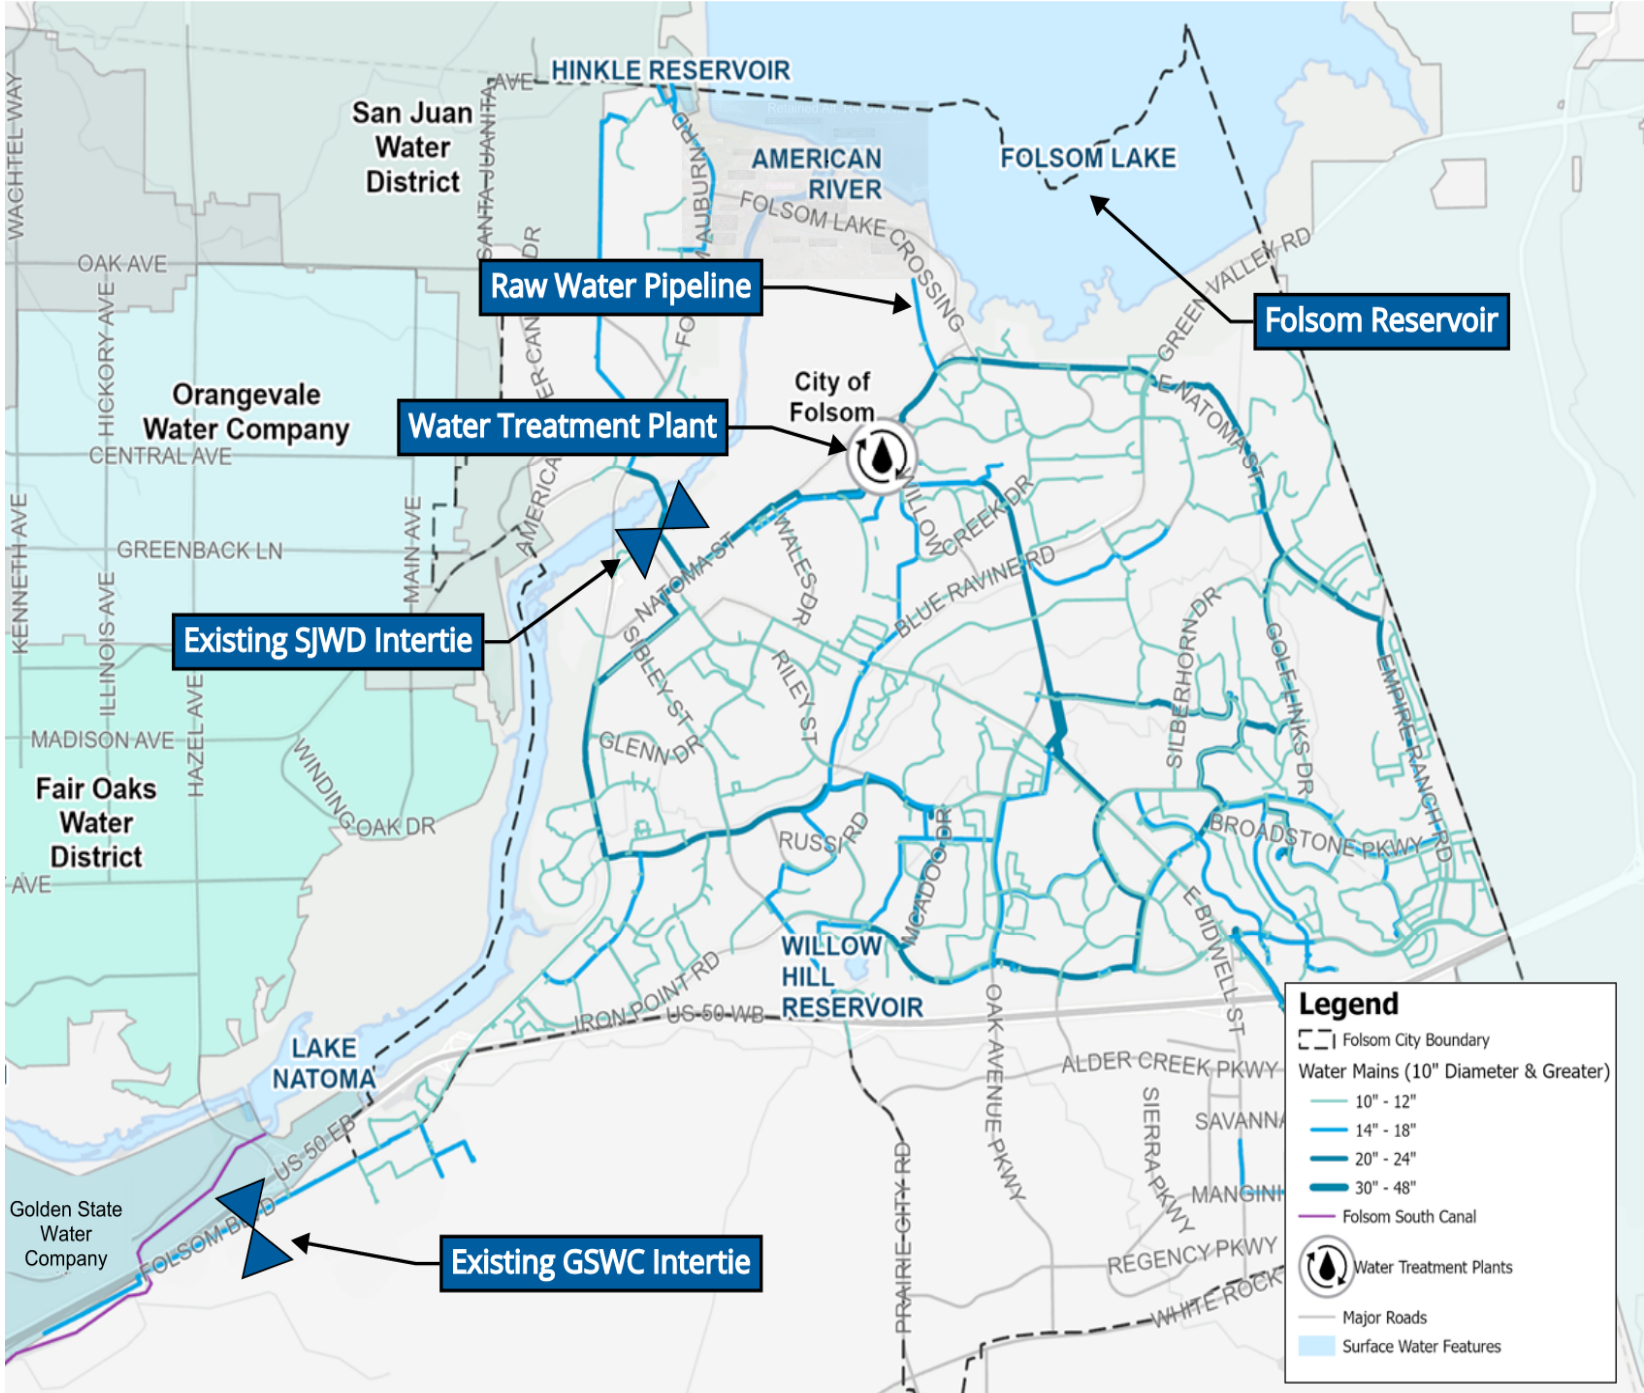 HINKLE RESERVOIR
AVE
San Juan
Water
District
SANTA JUANITA
WACHTEL WAY
AMERICAN
RIVER
FOLSOM LAKE
FOLSOM LAKE CROSSING
AUBURN RD
OAK AVE
GREEN VALLEY RD
Raw Water Pipeline
Folsom Reservoir
HICKORY AVE
Orangevale
Water Company
City of
Folsom
E NATOMA ST
Water Treatment Plant
CENTRAL AVE
KENNETH AVE
MAIN AVE
GREENBACK LN
WILLOW
CREEK DR
WALES DR
NATOMA ST
BLUE RAVINE RD
Existing SJWD Intertie
ILLINOIS AVE
SIBLEY ST
RILEY ST
SILBERHORN DR
GOLF LINKS DR
EMPIRE RANCH RD
HAZEL AVE
MADISON AVE
GLENN DR
WINDING OAK DR
Fair Oaks
Water
District
AVE
RUSSI RD
MCADOO DR
BROADSTONE PKWY
E BIDWELL ST
WILLOW
HILL
RESERVOIR
IRON POINT RD
US 50 WB
OAK AVENUE PKWY
LAKE
NATOMA
US 50 EB
ALDER CREEK PKWY
SIERRA PKWY
SAVANNA
MANGINI
PRAIRIE CITY RD
REGENCY PKWY
WHITE ROCK
Golden State
Water
Company
FOLSOM BLVD
Existing GSWC Intertie
Legend
Folsom City Boundary
Water Mains (10" Diameter & Greater)
10" - 12"
14" - 18"
20" - 24"
30" - 48"
Folsom South Canal
Water Treatment Plants
Major Roads
Surface Water Features